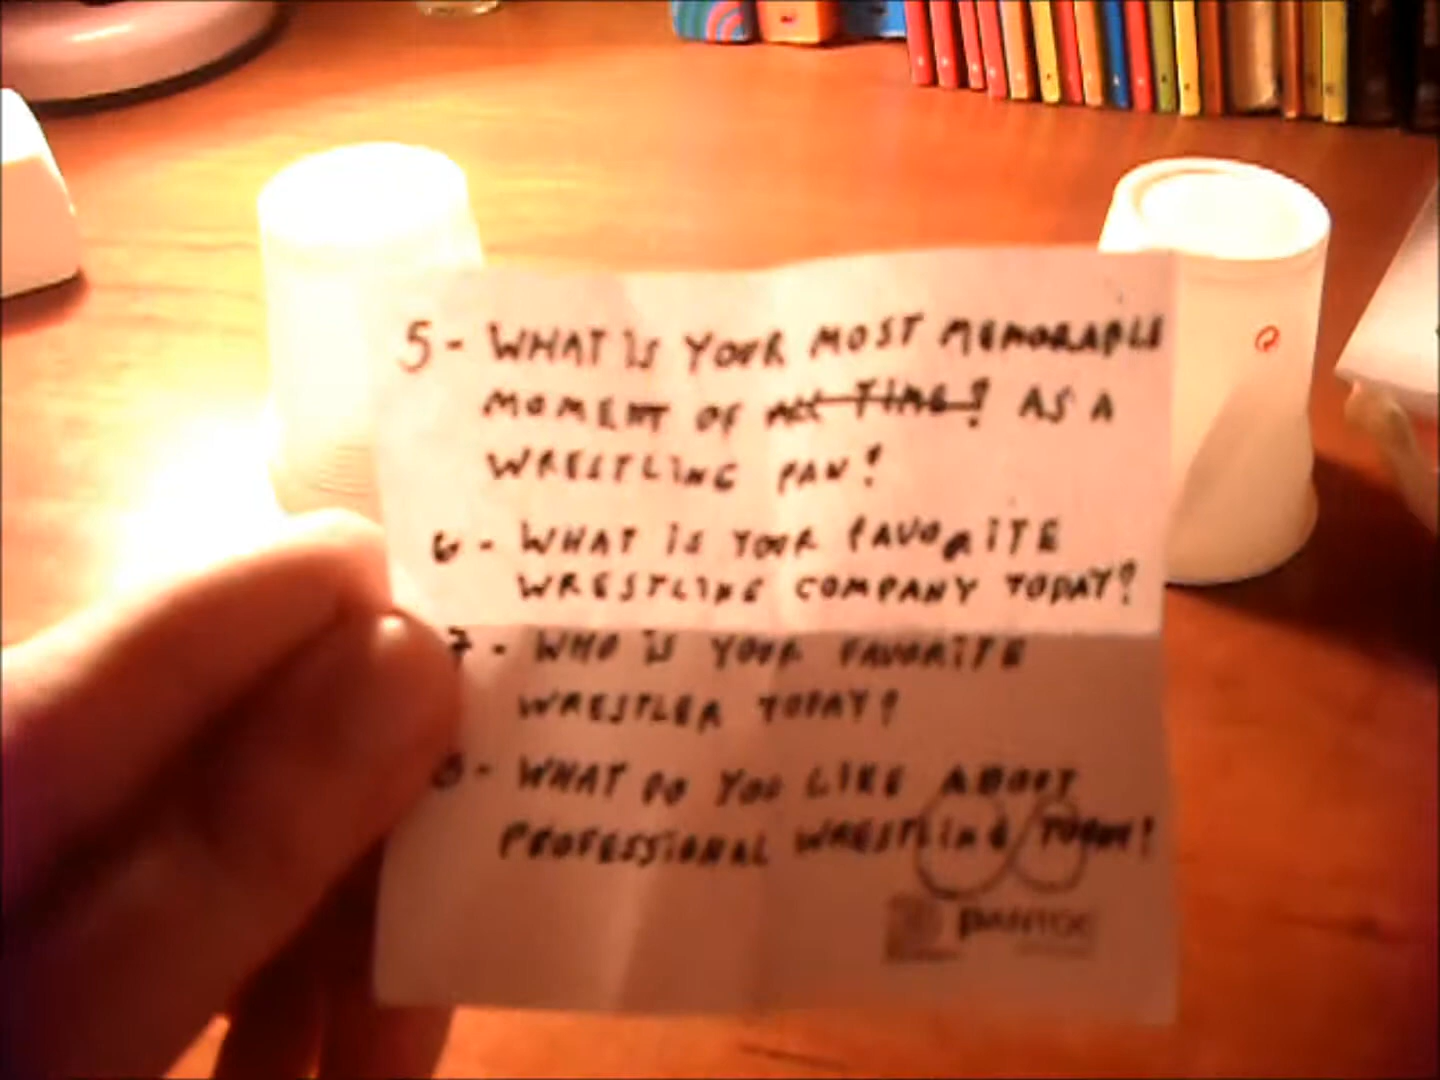 5- WHAT IS YOUR MOST MEMORABLE
MOMENT OF ALL TIME? AS A
WRESTLING FAN?
6- WHAT IS YOUR FAVORITE
WRESTLING COMPANY TODAY?
7- WHO IS YOUR FAVORITE
WRESTLER TODAY?
8- WHAT DO YOU LIKE ABOUT
PROFESSIONAL WRESTLING TODAY?